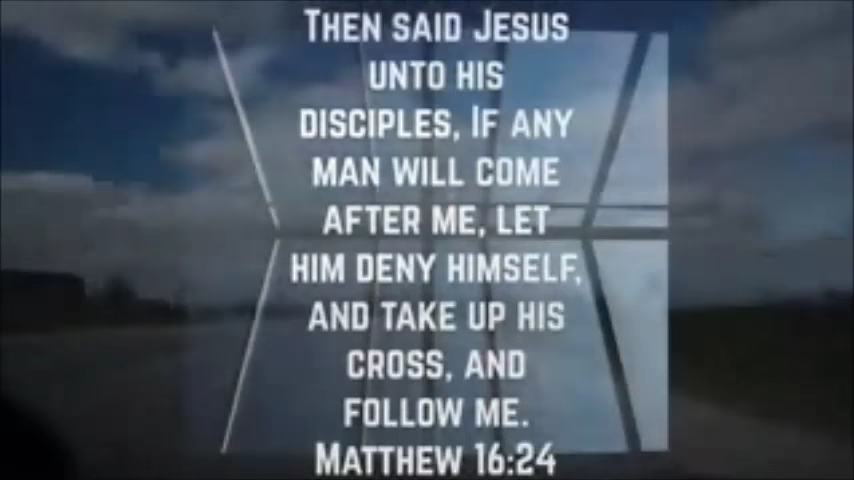 Then said Jesus
unto his
disciples, If any
man will come
after me, let
him deny himself,
and take up his
cross, and
follow me.
Matthew 16:24